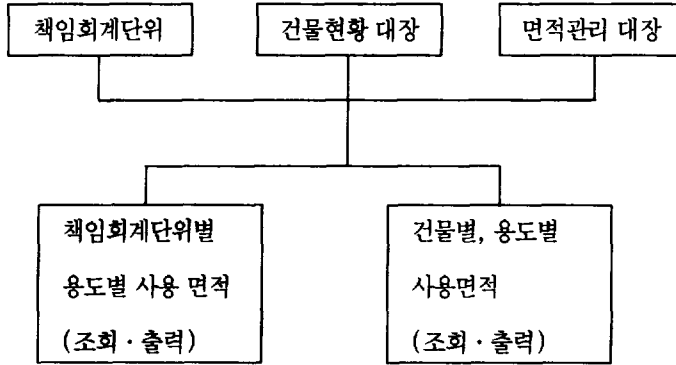 책임회계단위
건물현황 대장
면적관리 대장
책임회계단위별
용도별 사용 면적
(조회 · 출력)
건물별, 용도별
사용면적
(조회 · 출력)